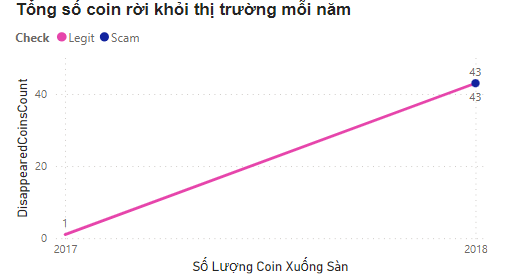 Tổng số coin rời khỏi thị trường mỗi năm
Check Legit Scam
DisappearedCoinsCount
40
20
0
1
43
43
2017
2018
Số Lượng Coin Xuống Sàn